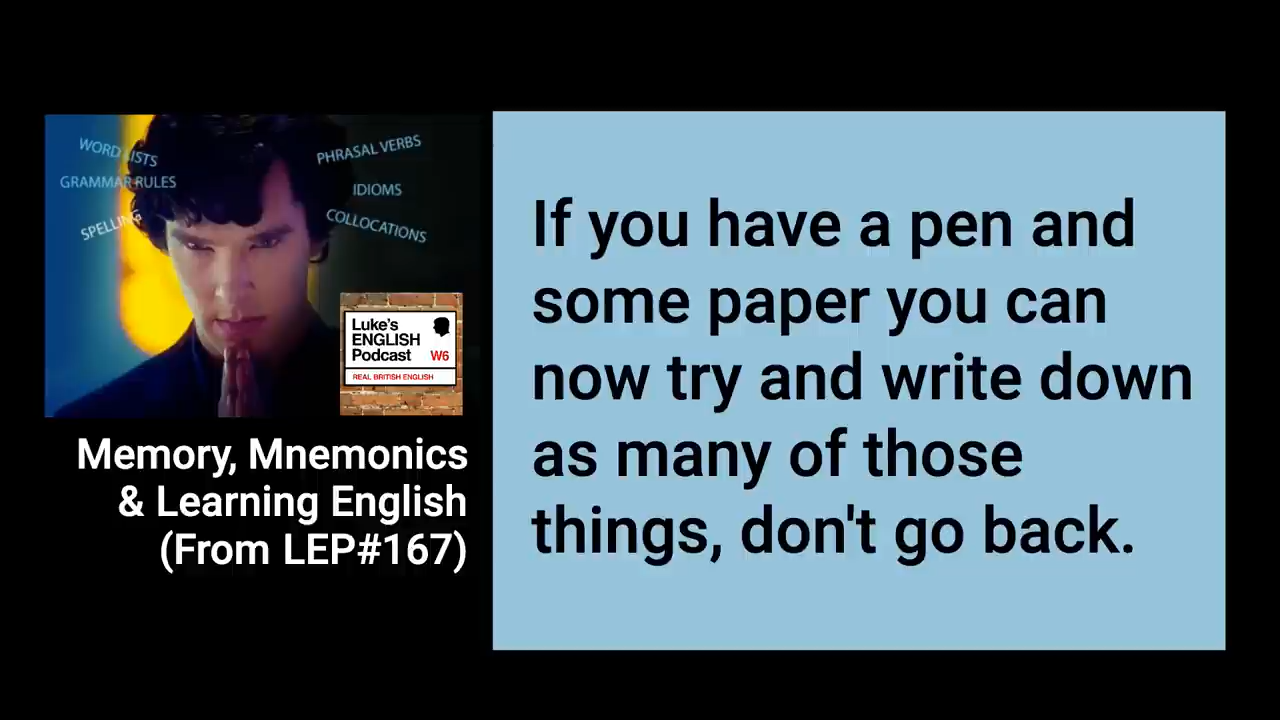 WORD LISTS
GRAMMAR RULES
SPELLING
PHRASAL VERBS
IDIOMS
COLLOCATIONS
Luke's
ENGLISH
Podcast W6
REAL BRITISH ENGLISH
Memory, Mnemonics
& Learning English
(From LEP#167)
If you have a pen and
some paper you can
now try and write down
as many of those
things, don't go back.